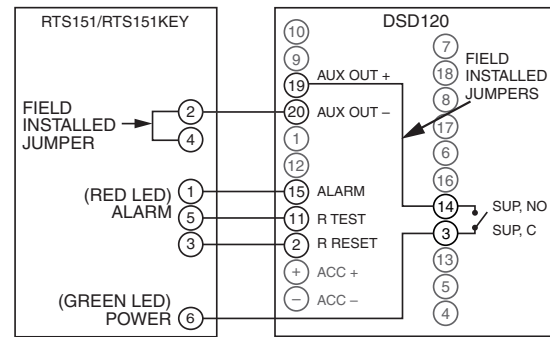 RTS151/RTS151KEY
FIELD
INSTALLED
JUMPER
2
4
(RED LED)
ALARM
1
5
3
(GREEN LED)
POWER
6
DSD120
10
9
19 AUX OUT +
20 AUX OUT –
1
12
15 ALARM
11 R TEST
2 R RESET
+ ACC +
– ACC –
FIELD
INSTALLED
JUMPERS
7
18
8
17
6
16
14 SUP, NO
3 SUP, C
13
5
4